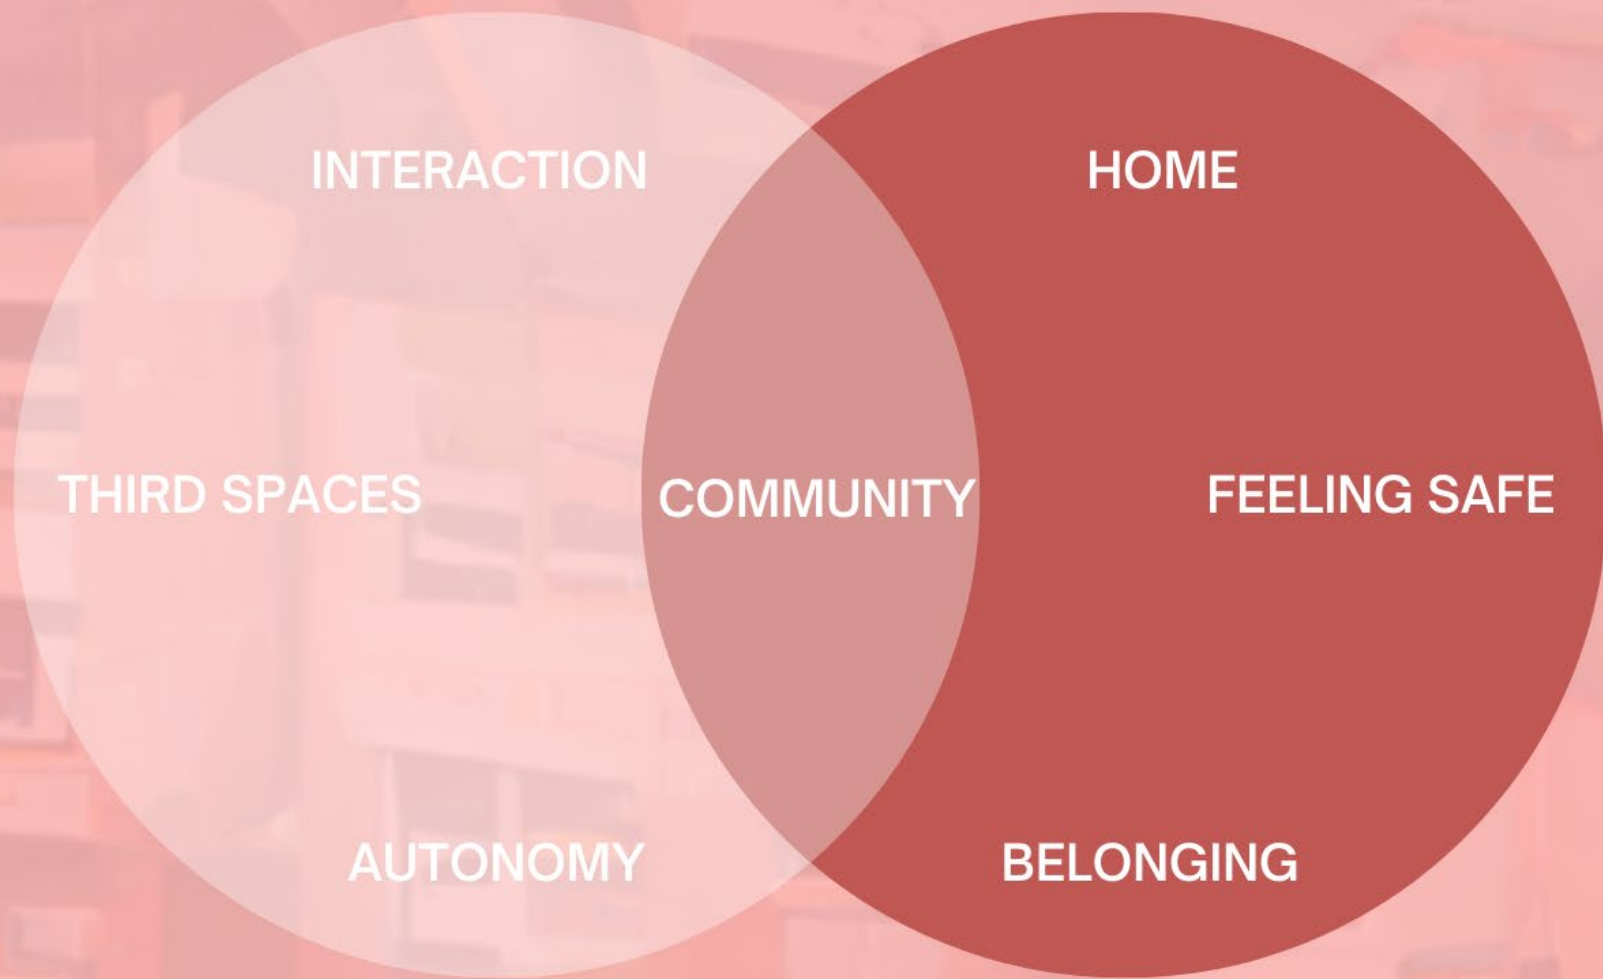 INTERACTION
HOME
THIRD SPACES
COMMUNITY
FEELING SAFE
AUTONOMY
BELONGING